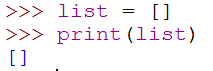 >>> list = []
>>> print(list)
[]